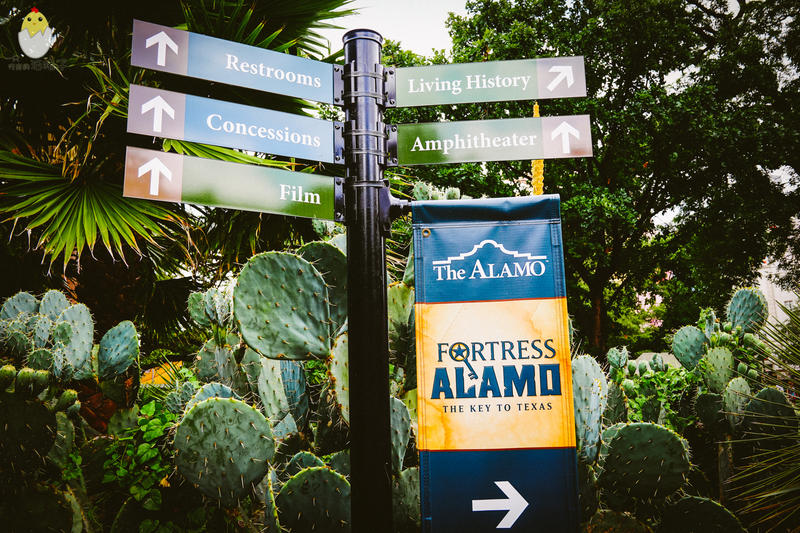 Restrooms
Concessions
Film
Living History
Amphitheater
The ALAMO
FORTRESS
ALAMO
THE KEY TO TEXAS